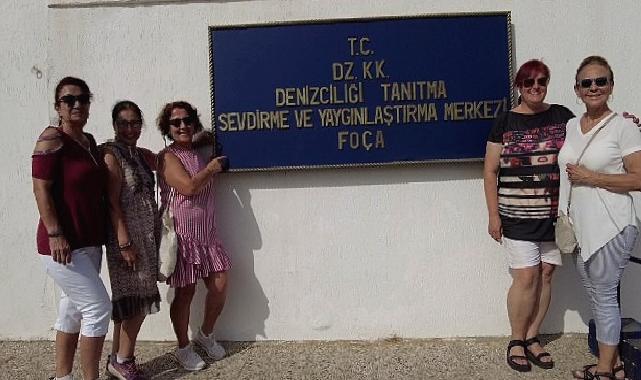 T.C.
DZ.KK.
DENİZCİLİĞİ TANITMA
SEVDİRME VE YAYGINLAŞTIRMA MERKEZİ
FOÇA